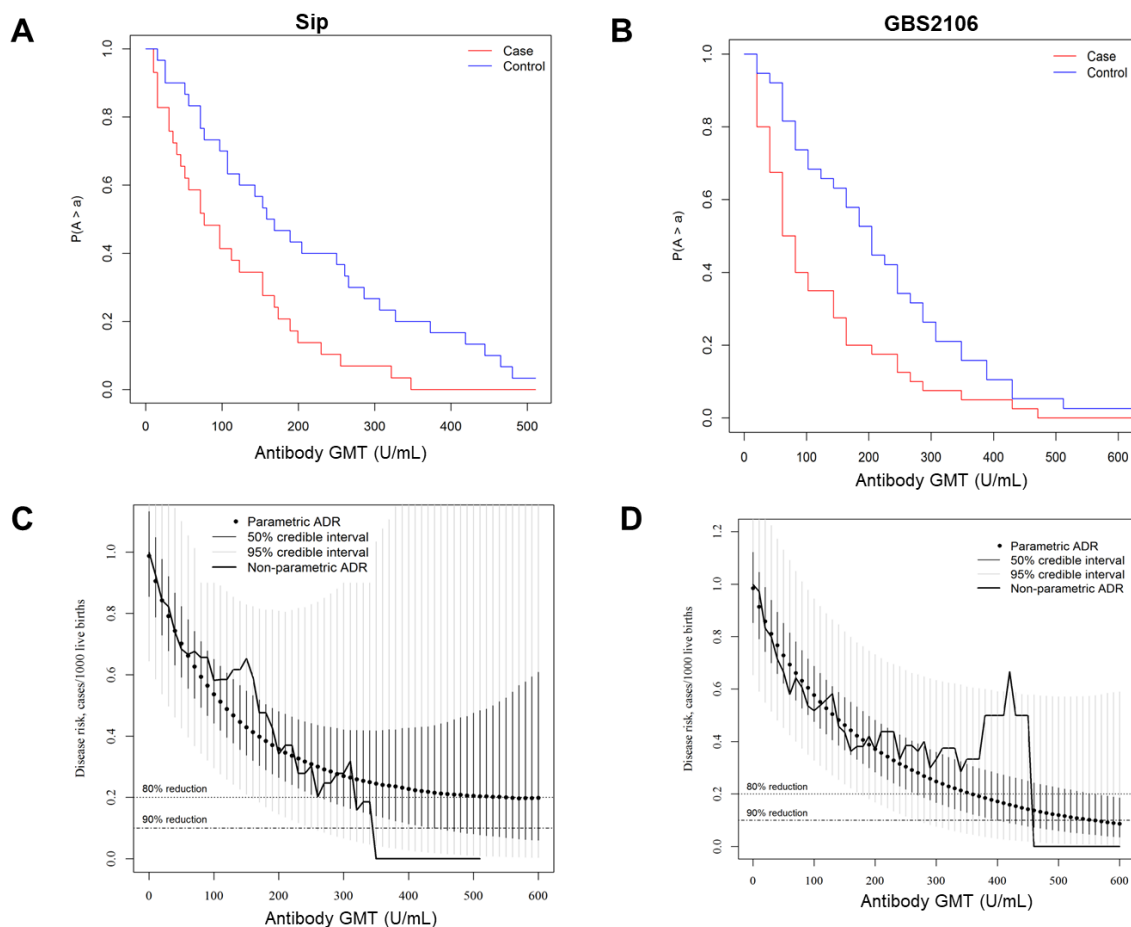 A
Sip
Case
Control
P(A > a)
1.0
0.8
0.6
0.4
0.2
0.0
0 100 200 300 400 500
Antibody GMT (U/mL)
B
GBS2106
Case
Control
P(A > a)
1.0
0.8
0.6
0.4
0.2
0.0
0 100 200 300 400 500 600
Antibody GMT (U/mL)
C
Parametric ADR
50% credible interval
95% credible interval
Non-parametric ADR
Disease risk, cases/1000 live births
1.0
0.8
0.6
0.4
0.2
0.0
80% reduction
90% reduction
0 100 200 300 400 500 600
Antibody GMT (U/mL)
D
Parametric ADR
50% credible interval
95% credible interval
Non-parametric ADR
Disease risk, cases/1000 live births
1.2
1.0
0.8
0.6
0.4
0.2
0.0
80% reduction
90% reduction
0 100 200 300 400 500 600
Antibody GMT (U/mL)